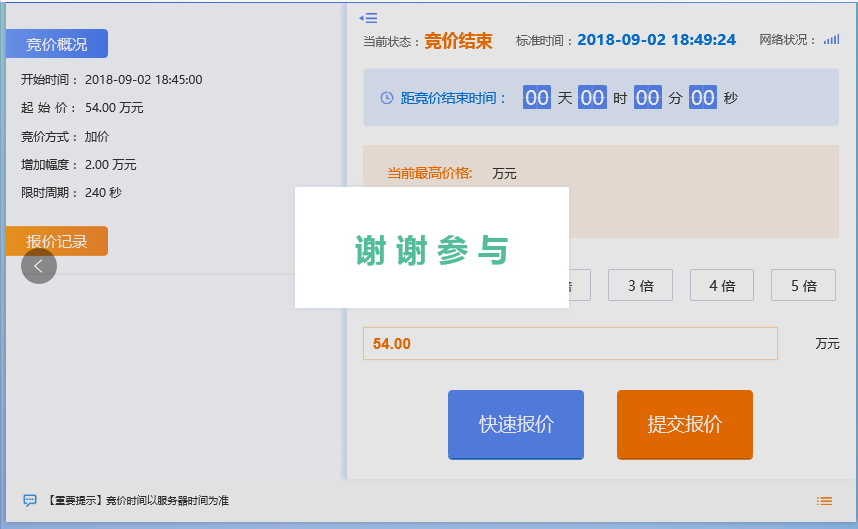 竞价概况
开始时间： 2018-09-02 18:45:00
起 始 价： 54.00 万元
竞价方式： 加价
增加幅度： 2.00 万元
限时周期： 240 秒
报价记录
当前状态： 竞价结束 标准时间： 2018-09-02 18:49:24 网络状况：
距竞价结束时间： 00 天 00 时 00 分 00 秒
当前最高价格: 万元
谢谢参与
3 倍 4 倍 5 倍
54.00 万元
快速报价 提交报价
【重要提示】竞价时间以服务器时间为准